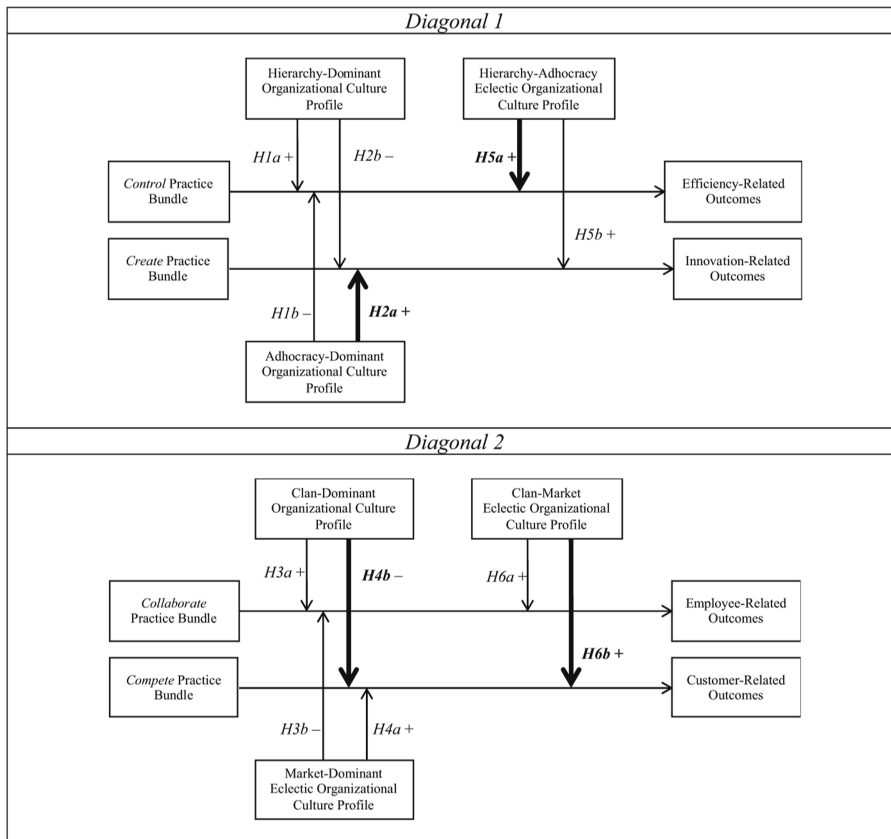 Diagonal 1
Hierarchy-Dominant
Organizational Culture
Profile
Hierarchy-Adhocracy
Eclectic Organizational
Culture Profile
H1a +
H2b –
H5a +
Control Practice
Bundle
Efficiency-Related
Outcomes
H5b +
Create Practice
Bundle
Innovation-Related
Outcomes
H1b –
H2a +
Adhocracy-Dominant
Organizational Culture
Profile
Diagonal 2
Clan-Dominant
Organizational Culture
Profile
Clan-Market
Eclectic Organizational
Culture Profile
H3a +
H4b –
H6a +
Collaborate
Practice Bundle
Employee-Related
Outcomes
H6b +
Compete Practice
Bundle
Customer-Related
Outcomes
H3b –
H4a +
Market-Dominant
Eclectic Organizational
Culture Profile